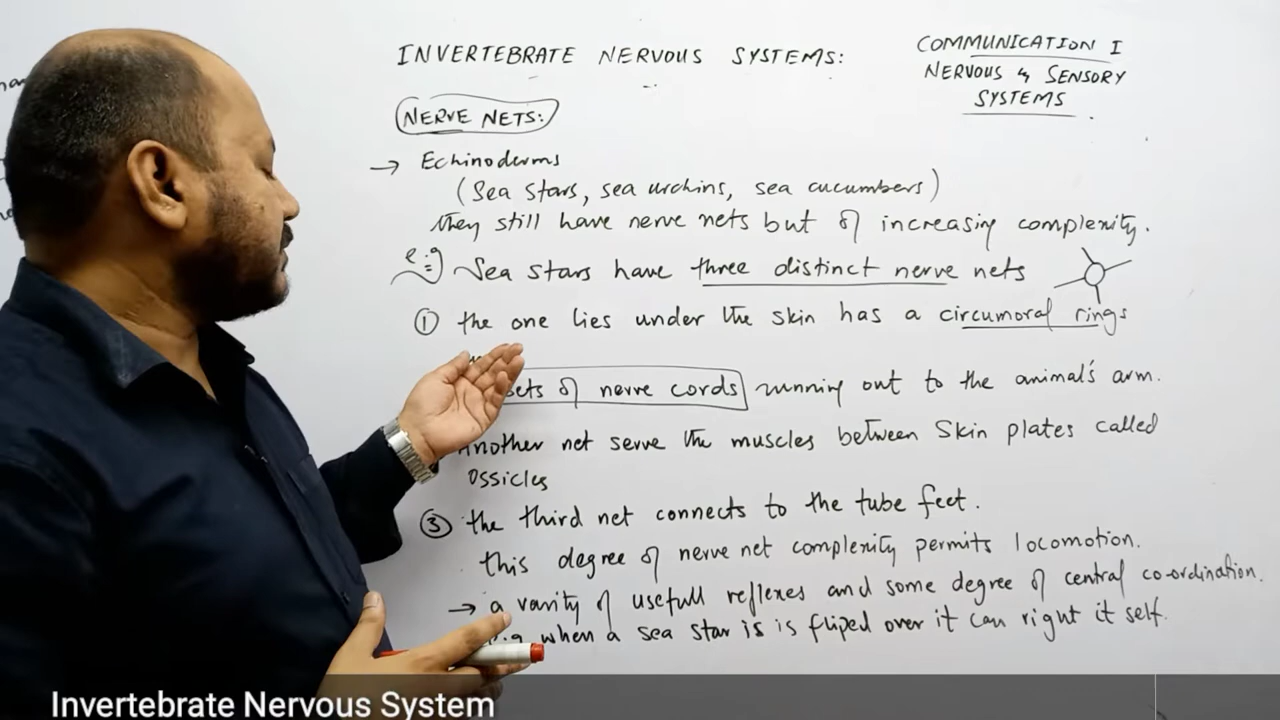 INVERTEBRATE NERVOUS SYSTEMS:
COMMUNICATION I
NERVOUS & SENSORY
SYSTEMS
NERVE NETS:
→ Echinoderms
(Sea Stars, sea urchins, sea cucumbers)
they still have nerve nets but of increasing complexity.
e.g Sea stars have three distinct nerve nets
① the one lies under the skin has a circumoral rings
sets of nerve cords running out to the animal's arm.
Another net serve the muscles between Skin plates called
Ossicles
③ the third net connects to the tube feet.
this degree of nerve net complexity permits locomotion.
→ a varity of usefull reflexes and some degree of central co-ordination.
e.g when a sea star is is fliped over it can right it self.
Invertebrate Nervous System